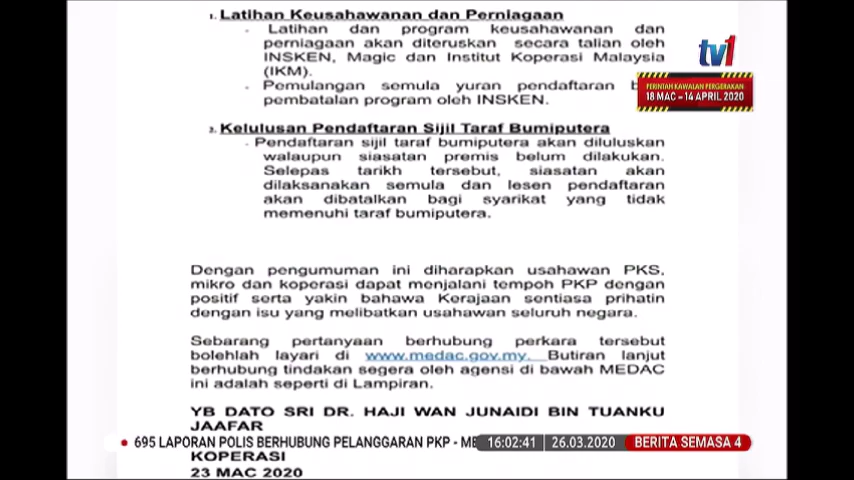 1. Latihan Keusahawanan dan Perniagaan
- Latihan dan program keusahawanan dan
perniagaan akan diteruskan secara talian oleh
INSKEN, Magic dan Institut Koperasi Malaysia
(IKM).
- Pemulangan semula yuran pendaftaran
pembatalan program oleh INSKEN.
tv1
PERINTAH KAWALAN PERGERAKAN
18 MAC – 14 APRIL 2020
2. Kelulusan Pendaftaran Sijil Taraf Bumiputera
- Pendaftaran sijil taraf bumiputera akan diluluskan
walaupun siasatan premis belum dilakukan.
Selepas tarikh tersebut, siasatan akan
dilaksanakan semula dan lesen pendaftaran
akan dibatalkan bagi syarikat yang tidak
memenuhi taraf bumiputera.
Dengan pengumuman ini diharapkan usahawan PKS,
mikro dan koperasi dapat menjalani tempoh PKP dengan
positif serta yakin bahawa Kerajaan sentiasa prihatin
dengan isu yang melibatkan usahawan seluruh negara.
Sebarang pertanyaan berhubung perkara tersebut
bolehlah layari di www.medac.gov.my. Butiran lanjut
berhubung tindakan segera oleh agensi di bawah MEDAC
ini adalah seperti di Lampiran.
YB DATO SRI DR. HAJI WAN JUNAIDI BIN TUANKU
JAAFAR
695 LAPORAN POLIS BERHUBUNG PELANGGARAN PKP - 16:02:41 26.03.2020 BERITA SEMASA 4
KOPERASI
23 MAC 2020